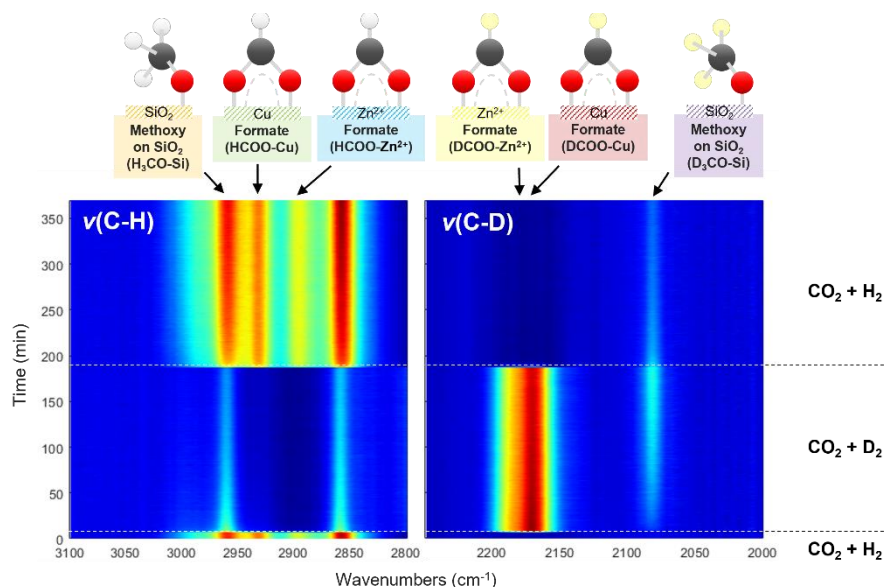 SiO₂
Methoxy
on SiO₂
(H₃CO-Si)
Cu
Formate
(HCOO-Cu)
Zn²⁺
Formate
(HCOO-Zn²⁺)
Zn²⁺
Formate
(DCOO-Zn²⁺)
Cu
Formate
(DCOO-Cu)
SiO₂
Methoxy
on SiO₂
(D₃CO-Si)
ν(C-H)
ν(C-D)
Time (min)
350
300
250
200
150
100
50
0
3100
3050
3000
2950
2900
2850
2800
2200
2150
2100
2050
2000
Wavenumbers (cm⁻¹)
CO₂ + H₂
CO₂ + D₂
CO₂ + H₂